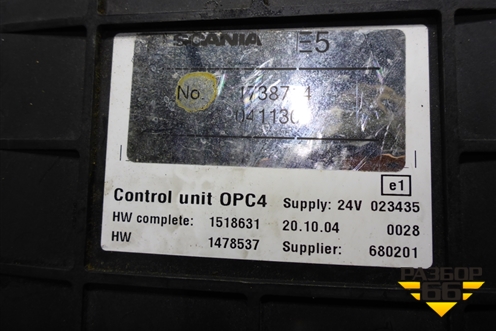 SCANIA E5
No
04113
e1
Control unit OPC4 Supply: 24V 023435
HW complete: 1518631 20.10.04 0028
HW 1478537 Supplier: 680201
РАЗБОР
66